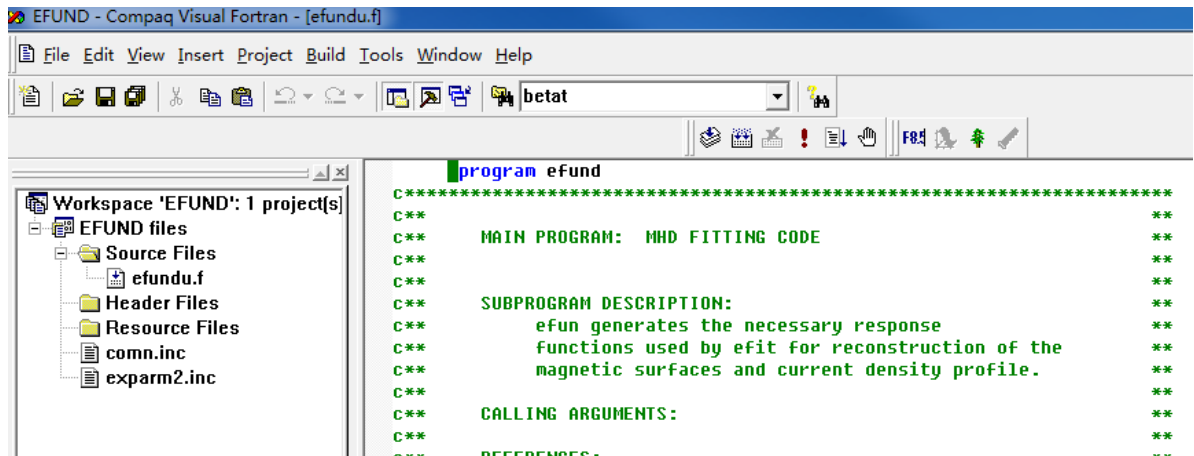 EFUND - Compaq Visual Fortran - [efundu.f]
File Edit View Insert Project Build Tools Window Help
betat
Workspace 'EFUND': 1 project(s)
EFUND files
Source Files
efundu.f
Header Files
Resource Files
comn.inc
exparm2.inc
program efund
c***********************************************************************
c** **
c** MAIN PROGRAM: MHD FITTING CODE **
c** **
c** **
c** SUBPROGRAM DESCRIPTION: **
c** efun generates the necessary response **
c** functions used by efit for reconstruction of the **
c** magnetic surfaces and current density profile. **
c** **
c** CALLING ARGUMENTS: **
c** **